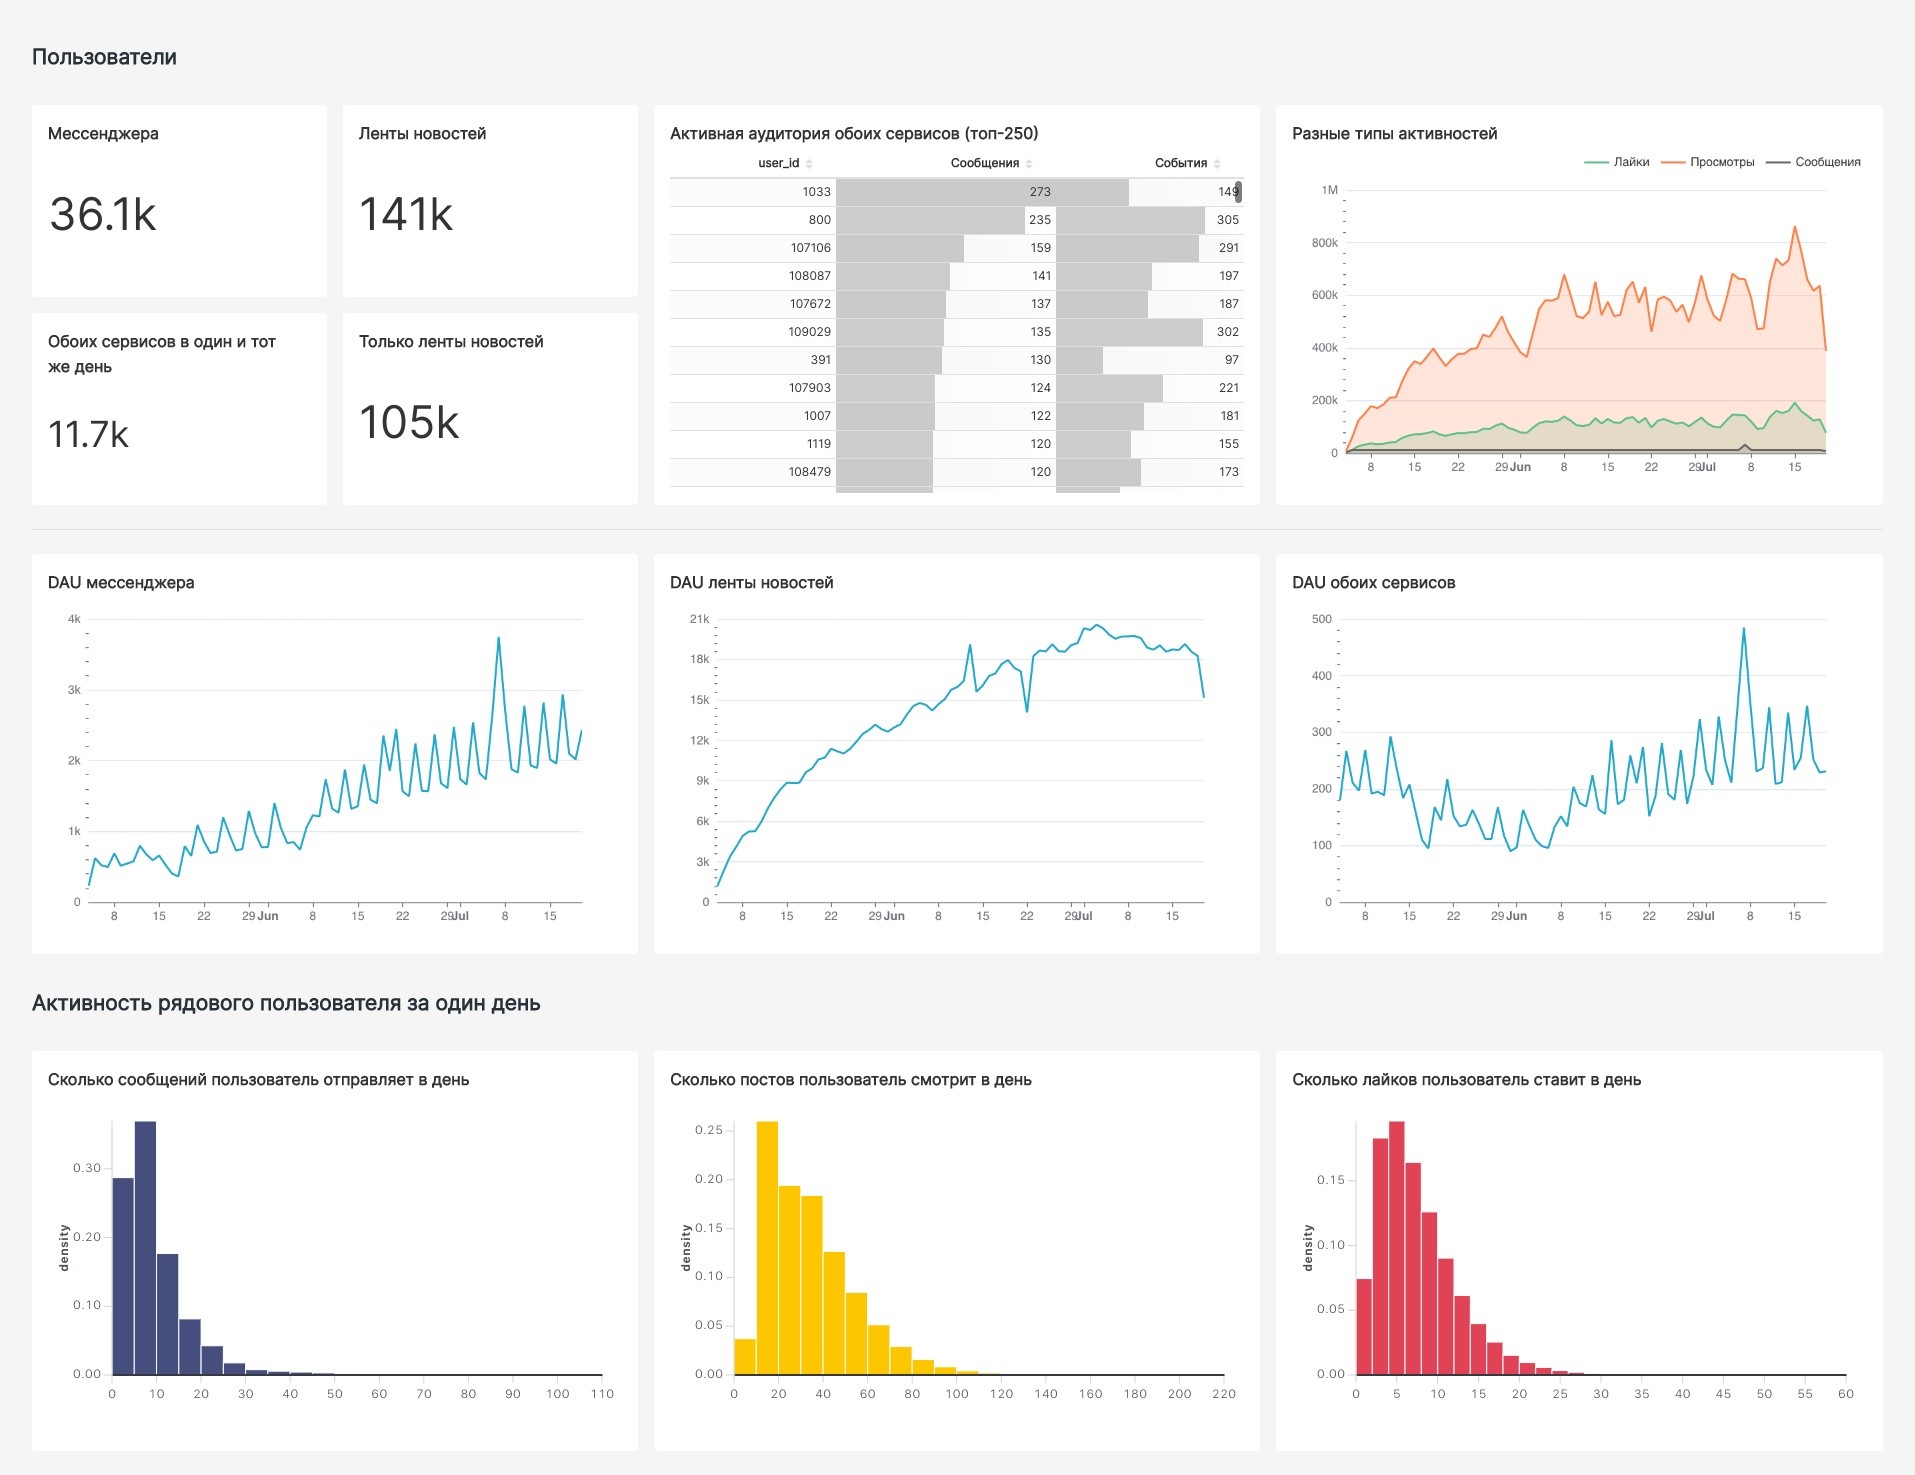 Пользователи
Мессенджера
36.1k
Ленты новостей
141k
Обоих сервисов в один и тот
же день
11.7k
Только ленты новостей
105k
Активная аудитория обоих сервисов (топ-250)
user_id Сообщения События
1033 273 149
800 235 305
107106 159 291
108087 141 197
107672 137 187
109029 135 302
391 130 97
107903 124 221
1007 122 181
1119 120 155
108479 120 173
Разные типы активностей
Лайки Просмотры Сообщения
1M
800k
600k
400k
200k
0
8 15 22 29 Jun 8 15 22 29 Jul 8 15
DAU мессенджера
4k
3k
2k
1k
0
8 15 22 29 Jun 8 15 22 29 Jul 8 15
DAU ленты новостей
21k
18k
15k
12k
9k
6k
3k
0
8 15 22 29 Jun 8 15 22 29 Jul 8 15
DAU обоих сервисов
500
400
300
200
100
0
8 15 22 29 Jun 8 15 22 29 Jul 8 15
Активность рядового пользователя за один день
Сколько сообщений пользователь отправляет в день
density
0.30
0.20
0.10
0.00
0 10 20 30 40 50 60 70 80 90 100 110
Сколько постов пользователь смотрит в день
density
0.25
0.20
0.15
0.10
0.05
0.00
0 20 40 60 80 100 120 140 160 180 200 220
Сколько лайков пользователь ставит в день
density
0.15
0.10
0.05
0.00
0 5 10 15 20 25 30 35 40 45 50 55 60